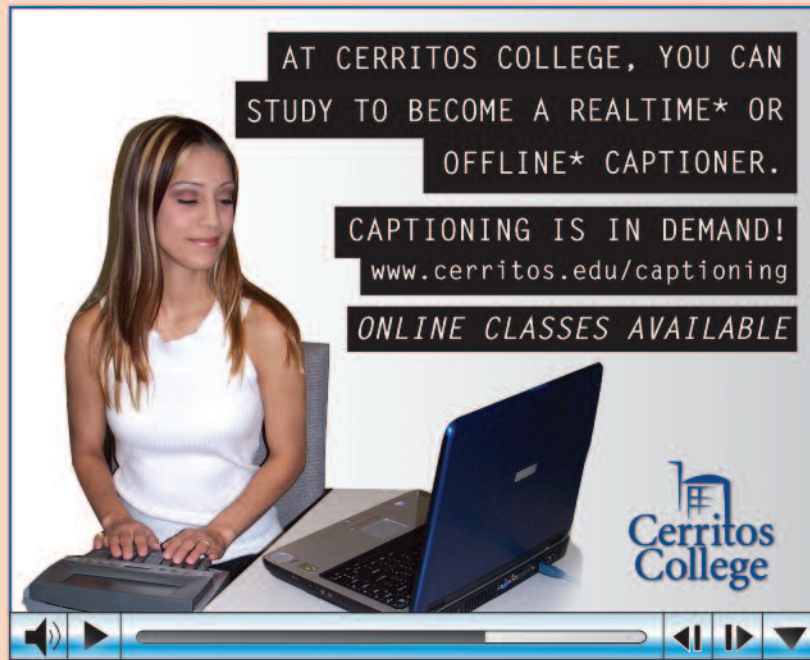 AT CERRITOS COLLEGE, YOU CAN
STUDY TO BECOME A REALTIME* OR
OFFLINE* CAPTIONER.
CAPTIONING IS IN DEMAND!
www.cerritos.edu/captioning
ONLINE CLASSES AVAILABLE
Cerritos
College